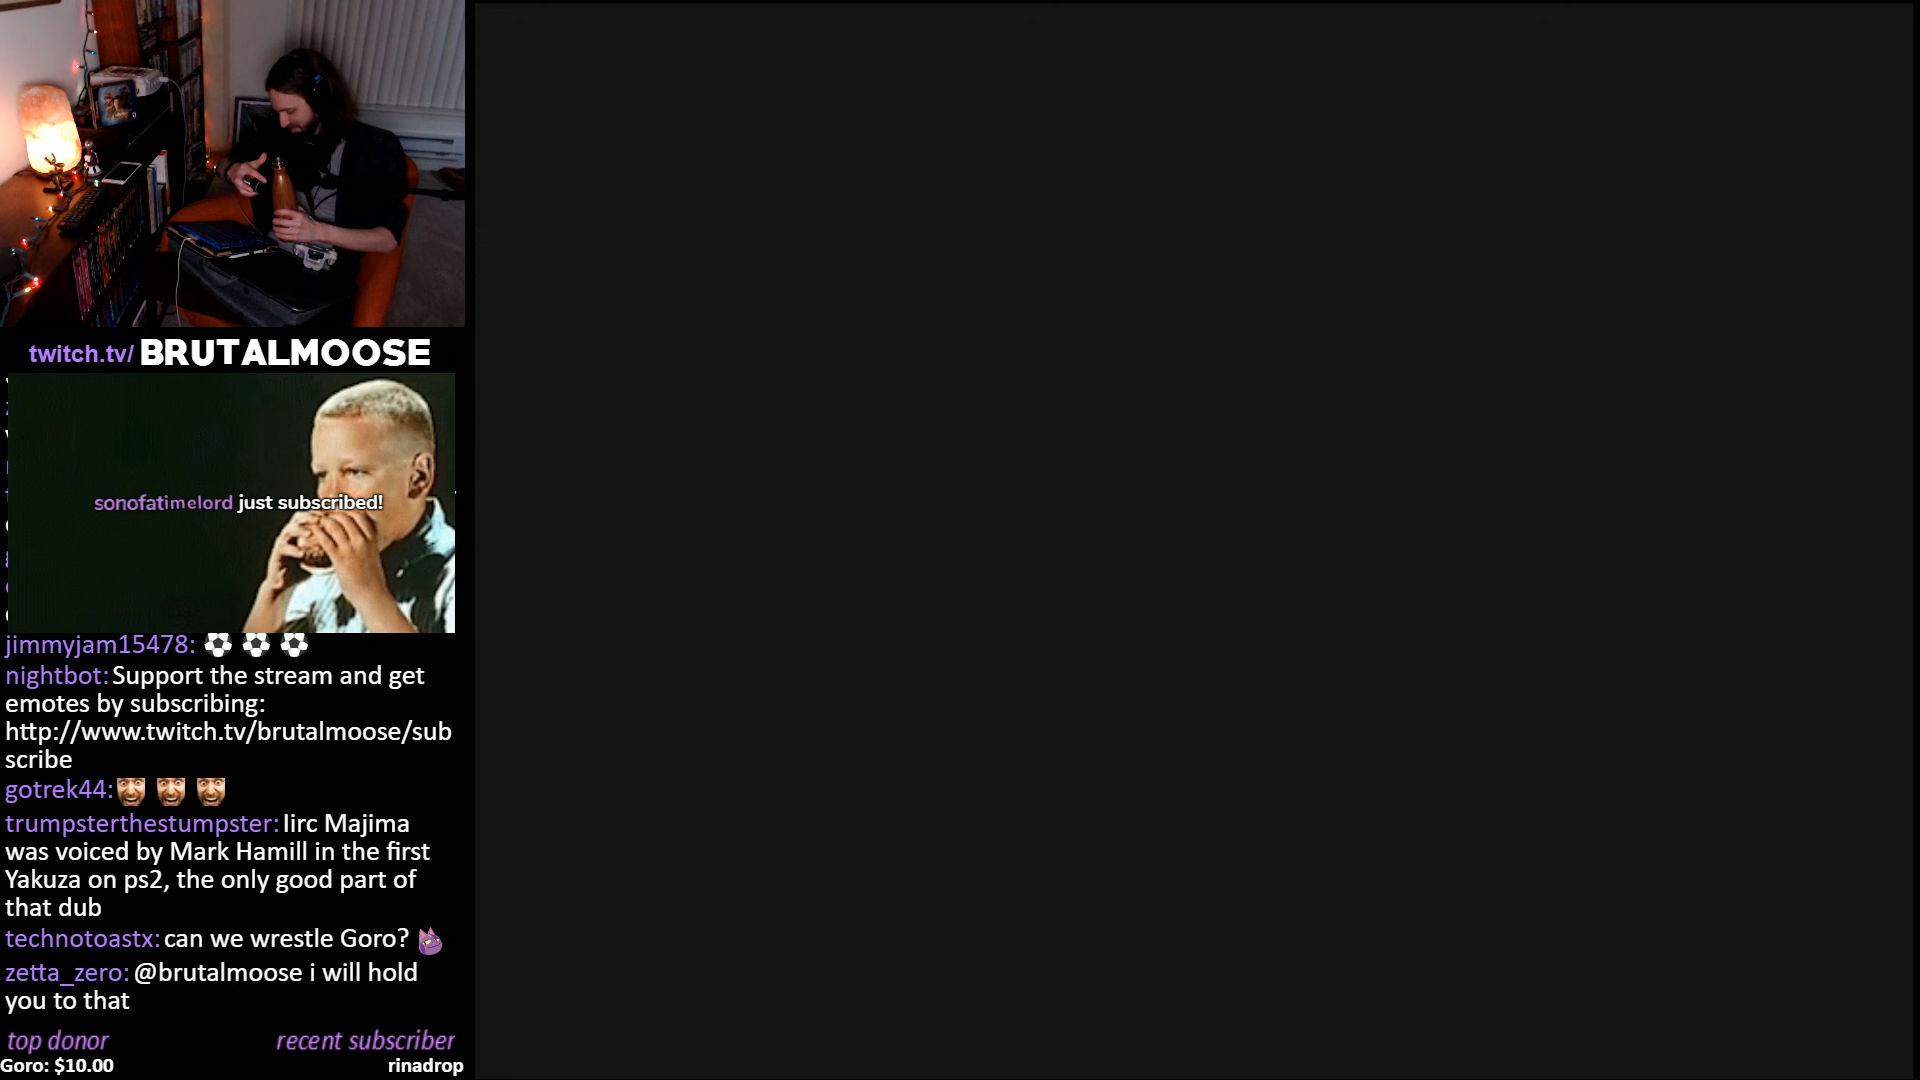 twitch.tv/ BRUTALMOOSE
sonofatimelord just subscribed!
jimmyjam15478:
nightbot: Support the stream and get
emotes by subscribing:
http://www.twitch.tv/brutalmoose/sub
scribe
gotrek44:
trumpsterthestumpster: Iirc Majima
was voiced by Mark Hamill in the first
Yakuza on ps2, the only good part of
that dub
technotoastx: can we wrestle Goro?
zetta_zero: @brutalmoose i will hold
you to that
top donor recent subscriber
Goro: $10.00 rinadrop